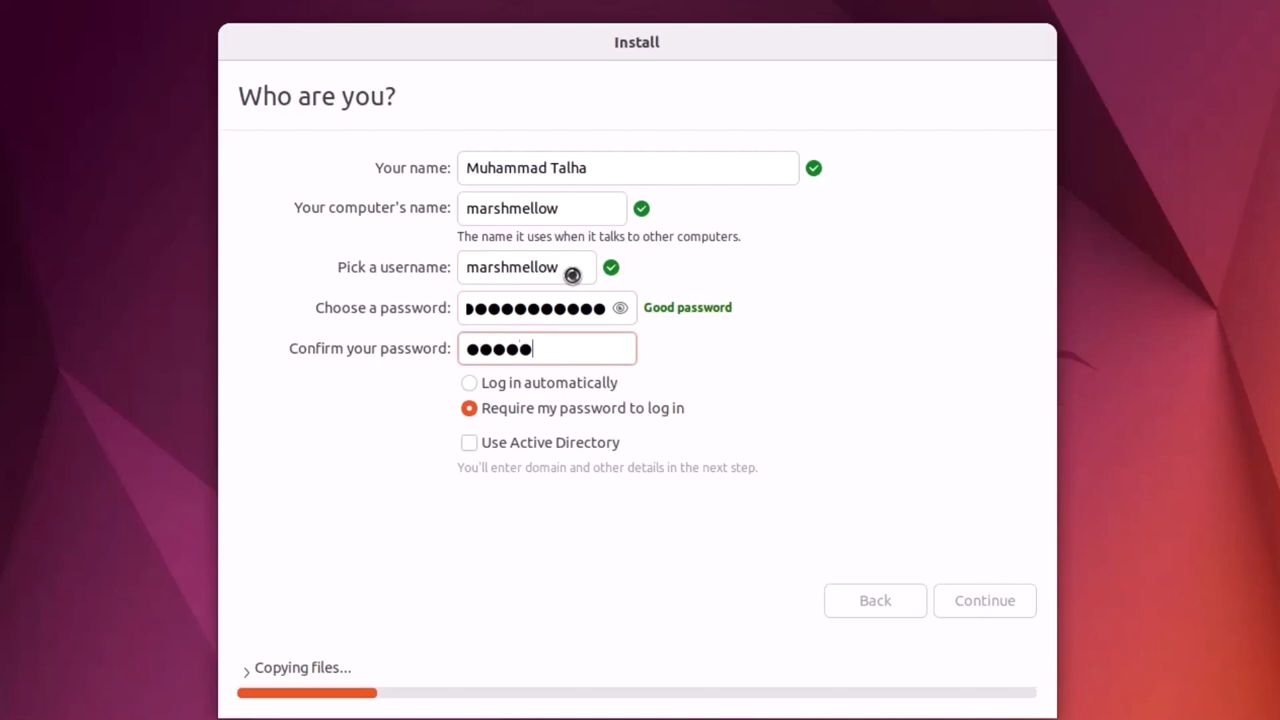 Install
Who are you?
Your name: Muhammad Talha
Your computer's name: marshmellow
The name it uses when it talks to other computers.
Pick a username: marshmellow
Choose a password: ●●●●●●●●●●● Good password
Confirm your password: ●●●●●
Log in automatically
Require my password to log in
Use Active Directory
You'll enter domain and other details in the next step.
Back Continue
Copying files...